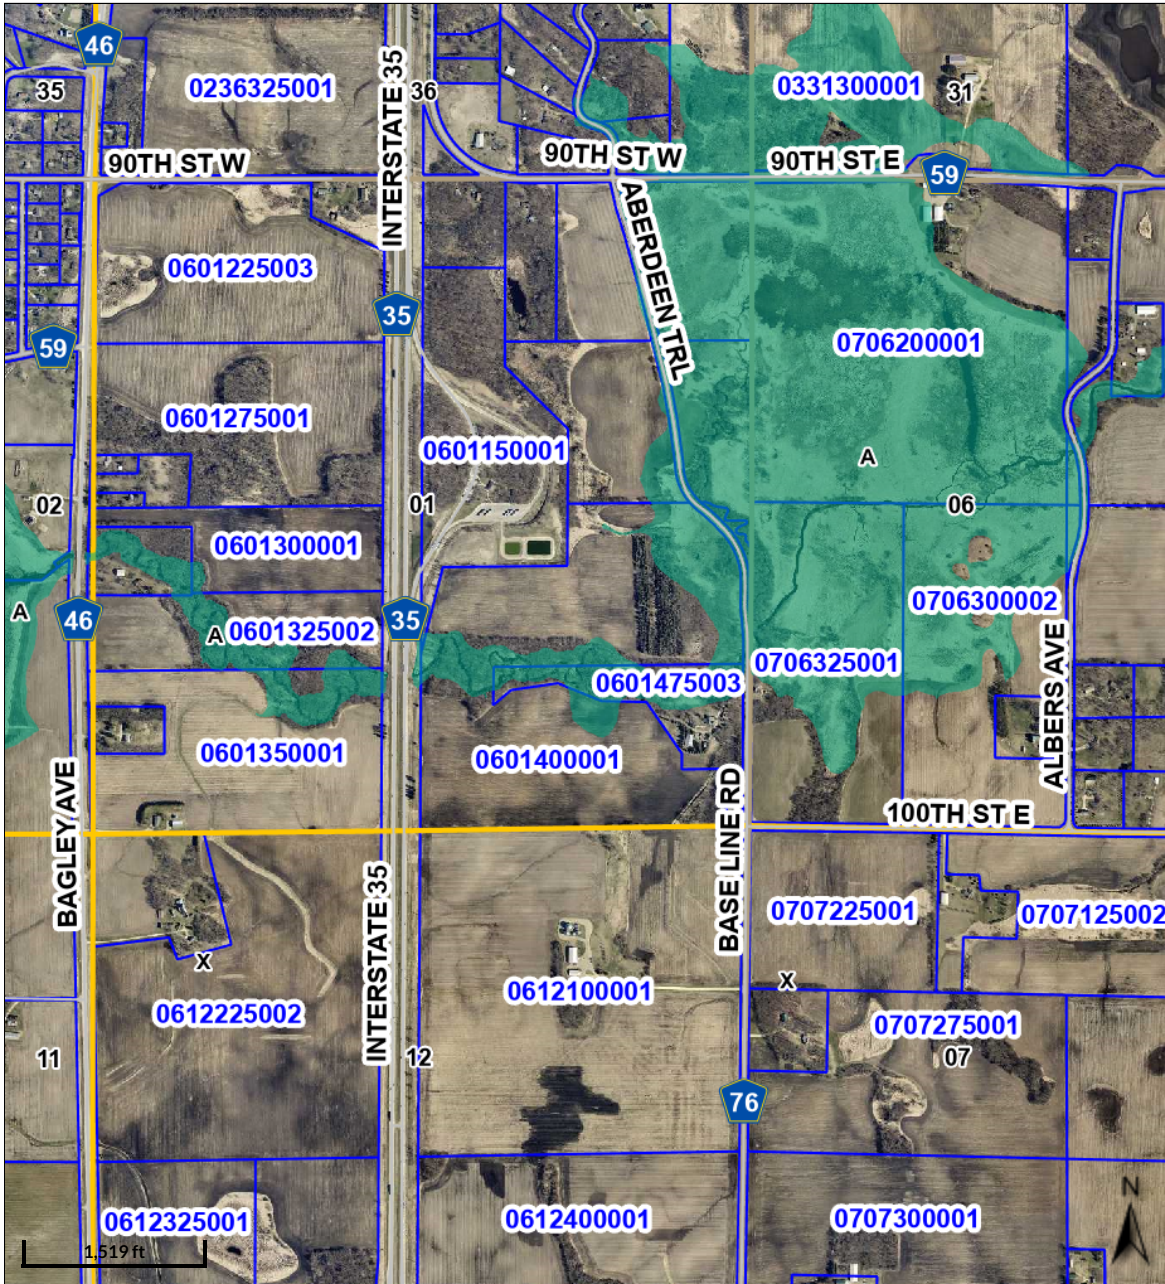 46
35
0236325001
INTERSTATE 35
36
0331300001
31
90TH ST W
90TH ST W
90TH ST E
59
ABERDEEN TRL
0601225003
35
59
0706200001
0601275001
0601150001
A
02
01
06
0601300001
A
46
A
0601325002
35
0706300002
0706325001
0601475003
ALBERS AVE
0601350001
0601400001
BAGLEY AVE
BASE LINE RD
100TH ST E
INTERSTATE 35
0707225001
0707125002
X
X
0612225002
0612100001
0707275001
11
12
07
76
N
0612325001
0612400001
0707300001
1,519 ft